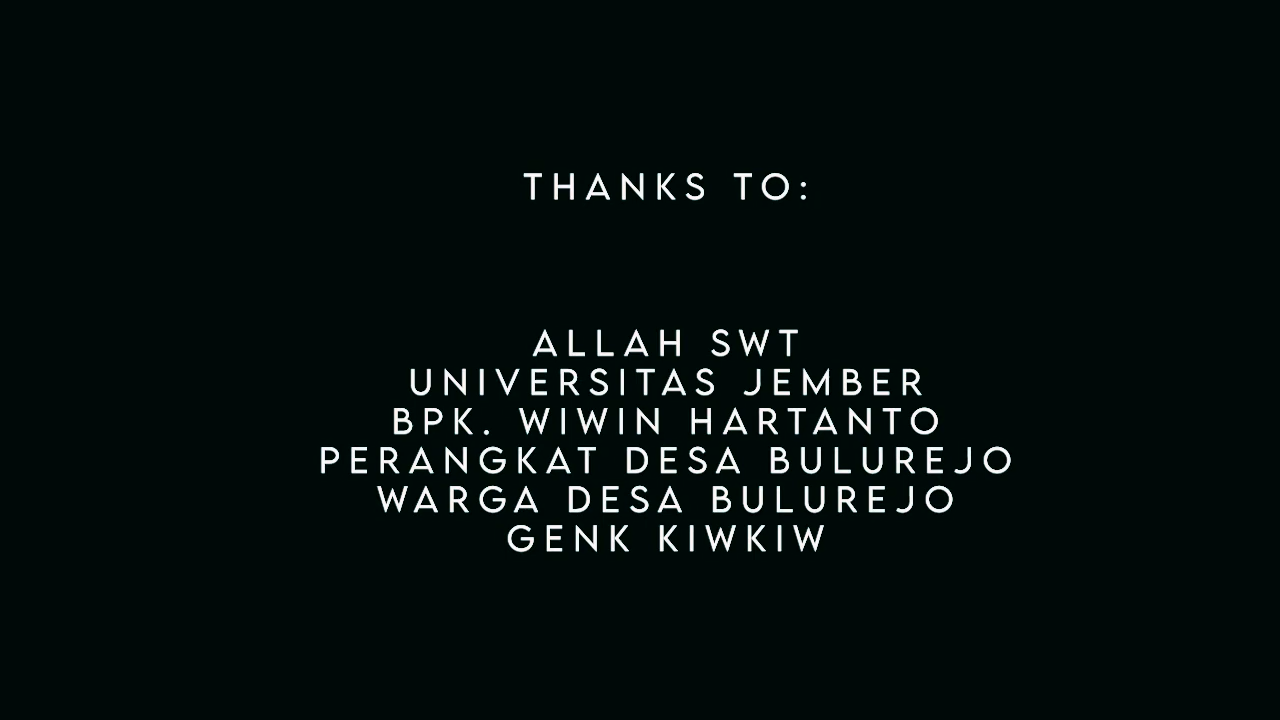 THANKS TO:
ALLAH SWT
UNIVERSITAS JEMBER
BPK. WIWIN HARTANTO
PERANGKAT DESA BULUREJO
WARGA DESA BULUREJO
GENK KIWKIW